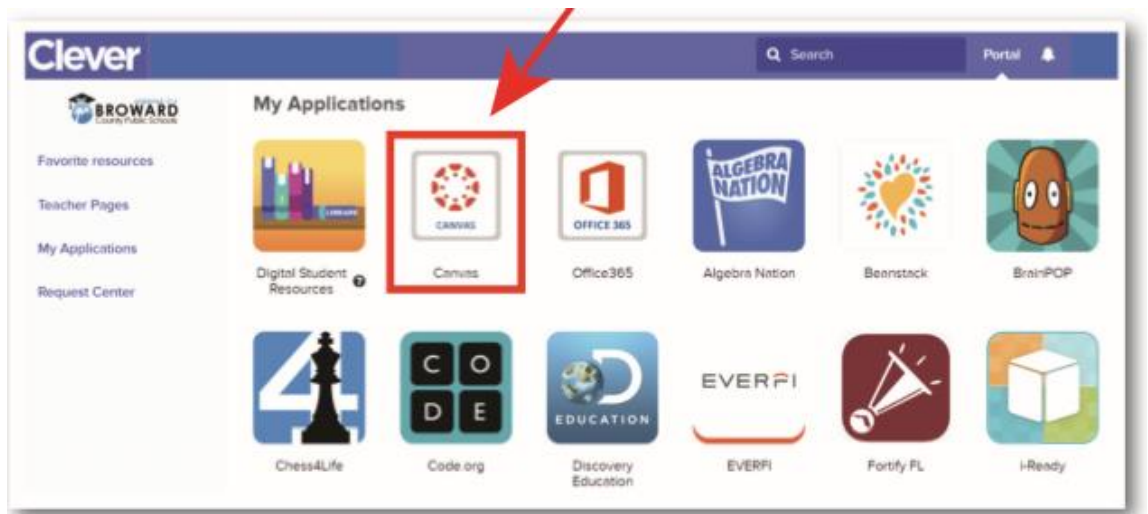 Clever
Search
Portal
BROWARD
County Public Schools
Favorite resources
Teacher Pages
My Applications
Request Center
My Applications
LIBRARY
CANVAS
OFFICE 365
ALGEBRA
NATION
Digital Student
Resources ?
Canvas
Office365
Algebra Nation
Beanstack
BrainPOP
4
C O
D E
D
EDUCATION
EVERFI
Chess4Life
Code.org
Discovery
Education
EVERFI
Fortify FL
i-Ready